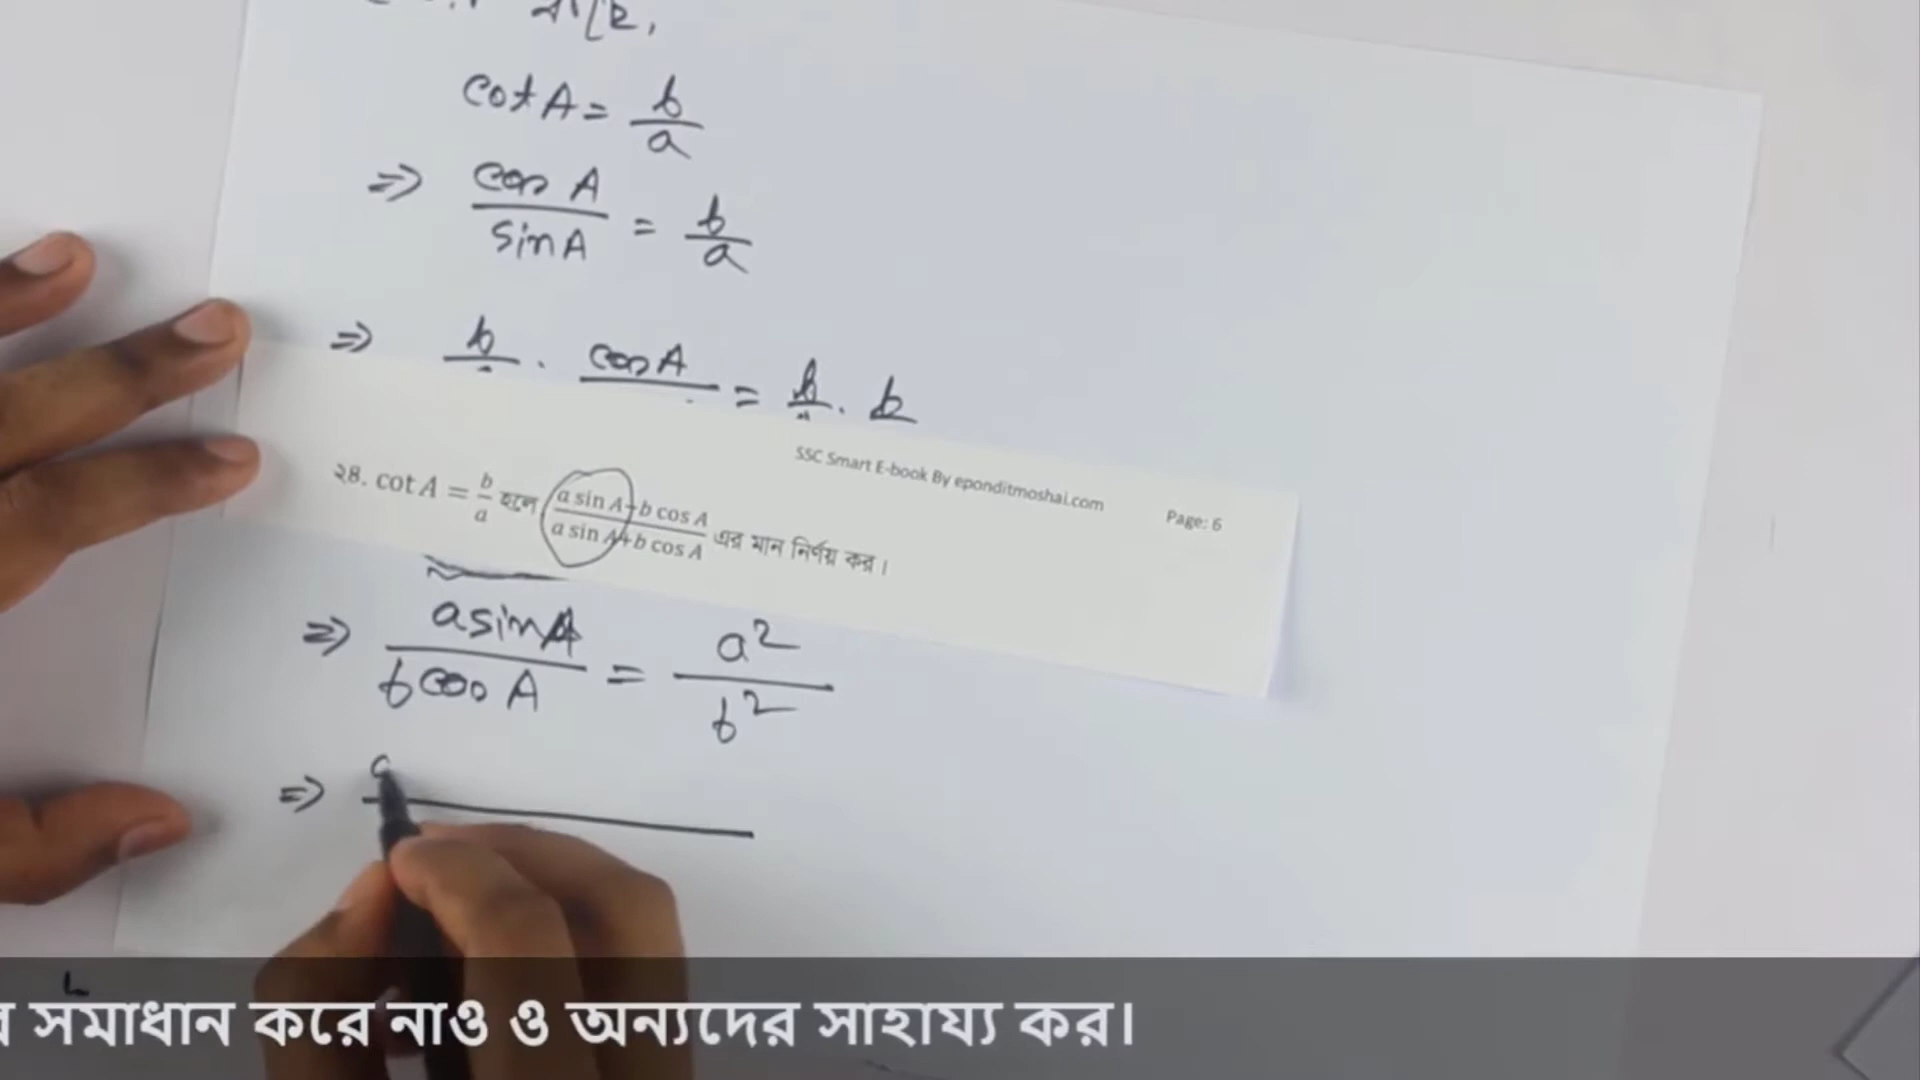 cot A = b/a
⇒ cos A / sin A = b/a
⇒ b/ · cos A / = b/ · b/
SSC Smart E-book By eponditmoshai.com Page: 6
২৪. cot A = b/a হলে, (a sin A - b cos A)/(a sin A + b cos A) এর মান নির্ণয় কর।
⇒ a sin A / b cos A = a² / b²
⇒
সমাধান করে নাও ও অন্যদের সাহায্য কর।